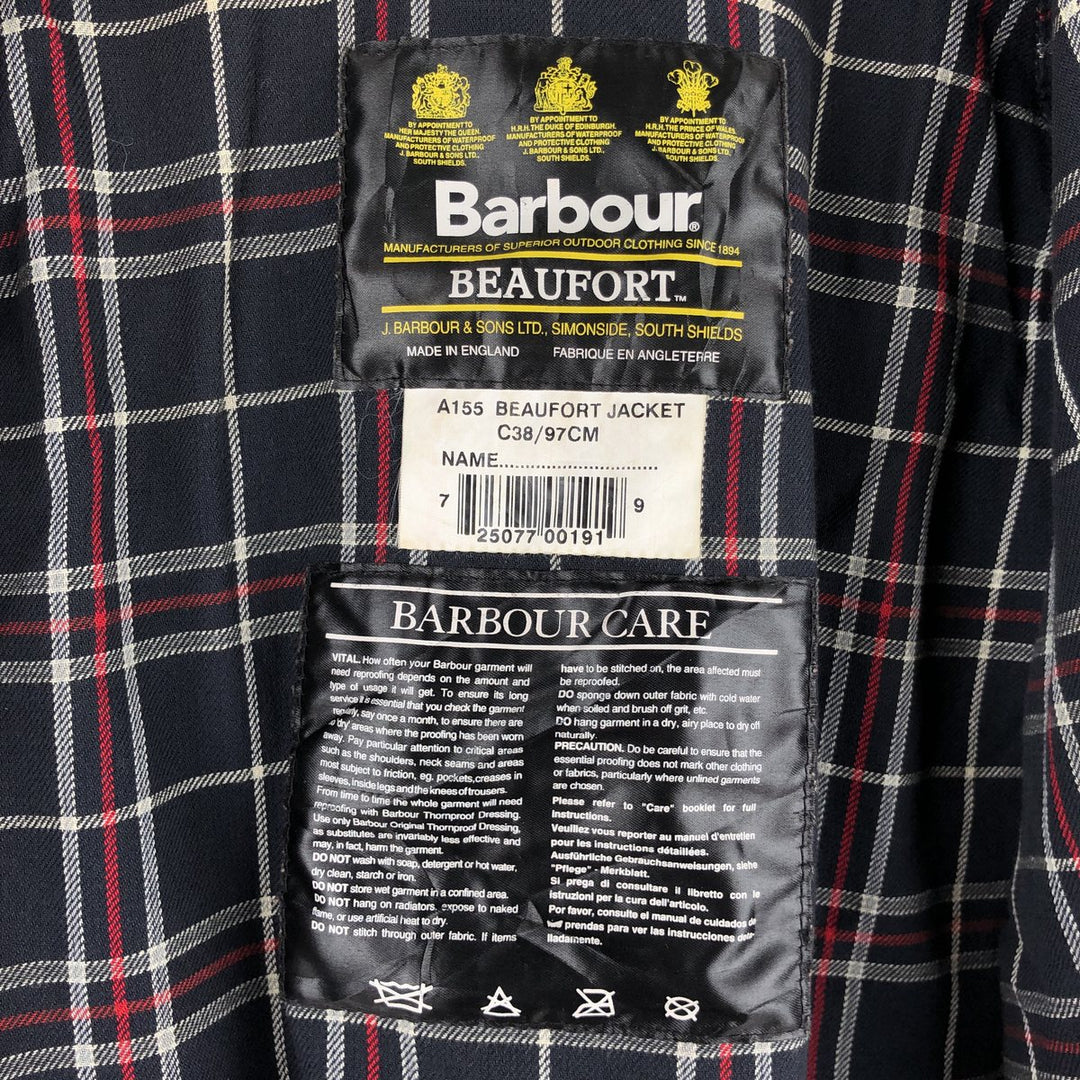 BY APPOINTMENT TO
HER MAJESTY THE QUEEN
MANUFACTURERS OF WATERPROOF
AND PROTECTIVE CLOTHING
J. BARBOUR & SONS LTD.,
SOUTH SHIELDS.
BY APPOINTMENT TO
H.R.H. THE DUKE OF EDINBURGH.
MANUFACTURERS OF WATERPROOF
AND PROTECTIVE CLOTHING
J. BARBOUR & SONS LTD.,
SOUTH SHIELDS.
BY APPOINTMENT TO
H.R.H. THE PRINCE OF WALES
MANUFACTURERS OF WATERPROOF
AND PROTECTIVE CLOTHING
J. BARBOUR & SONS LTD.,
SOUTH SHIELDS.
Barbour®
MANUFACTURERS OF SUPERIOR OUTDOOR CLOTHING SINCE 1894
BEAUFORT™
J. BARBOUR & SONS LTD., SIMONSIDE, SOUTH SHIELDS
MADE IN ENGLAND FABRIQUE EN ANGLETERRE
A155 BEAUFORT JACKET
C38/97CM
NAME............................
7 25077 00191 9
BARBOUR CARE
VITAL. How often your Barbour garment will
need reproofing depends on the amount and
type of usage it will get. To ensure its long
service it is essential that you check the garment
say once a month, to ensure there are
'dry' areas where the proofing has been worn
away. Pay particular attention to critical areas
such as the shoulders, neck seams and areas
most subject to friction, eg. pockets, creases in
sleeves, inside legs and the knees of trousers.
From time to time the whole garment will need
reproofing with Barbour Thornproof Dressing.
Use only Barbour Original Thornproof Dressing,
as substitutes are invariably less effective and
may, in fact, harm the garment.
DO NOT wash with soap, detergent or hot water,
dry clean, starch or iron.
DO NOT store wet garment in a confined area.
DO NOT hang on radiators, expose to naked
flame, or use artificial heat to dry.
DO NOT stitch through outer fabric. If items
have to be stitched on, the area affected must
be reproofed.
DO sponge down outer fabric with cold water
when soiled and brush off grit, etc.
DO hang garment in a dry, airy place to dry off
naturally.
PRECAUTION. Do be careful to ensure that the
essential proofing does not mark other clothing
or fabrics, particularly where unlined garments
are chosen.
Please refer to "Care" booklet for full
instructions.
Veuillez vous reporter au manuel d'entretien
pour les instructions détaillées.
Ausführliche Gebrauchsanweisungen, siehe
"Pflege" - Merkblatt.
Si prega di consultare il libretto con le
istruzioni per la cura dell'articolo.
Por favor, consulte el manual de cuidados de
prendas para ver las instrucciones
lladamente.